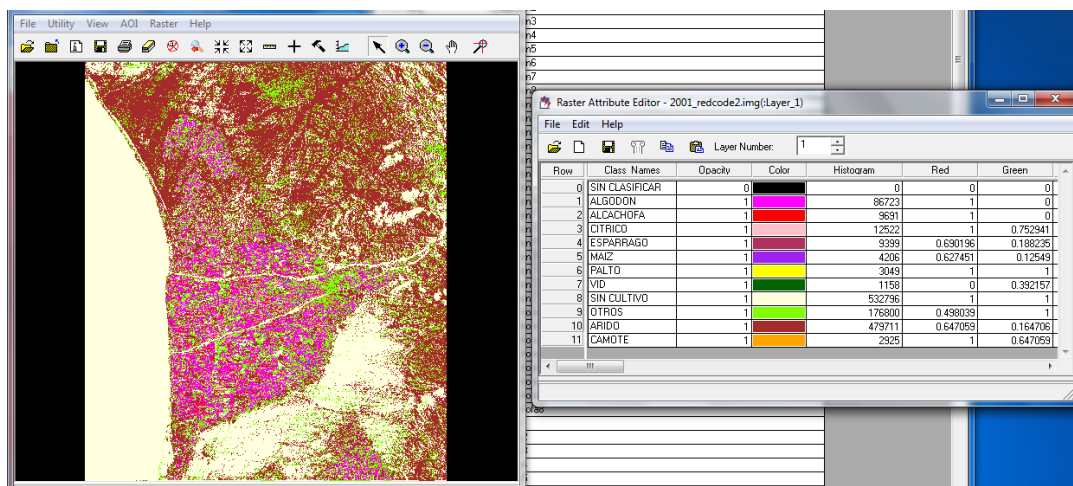 File Utility View AOI Raster Help
n3
n4
n5
n6
n7
Raster Attribute Editor - 2001_redcode2.img(:Layer_1)
File Edit Help
Layer Number: 1
Row Class Names Opacity Color Histogram Red Green
0 SIN CLASIFICAR 0 0 0 0
1 ALGODON 1 86723 1 0
2 ALCACHOFA 1 9691 1 0
3 CITRICO 1 12522 1 0.752941
4 ESPARRAGO 1 9399 0.690196 0.188235
5 MAIZ 1 4206 0.627451 0.12549
6 PALTO 1 3049 1 1
7 VID 1 1158 0 0.392157
8 SIN CULTIVO 1 532796 1 1
9 OTROS 1 176800 0.498039 1
10 ARIDO 1 479711 0.647059 0.164706
11 CAMOTE 1 2925 1 0.647059